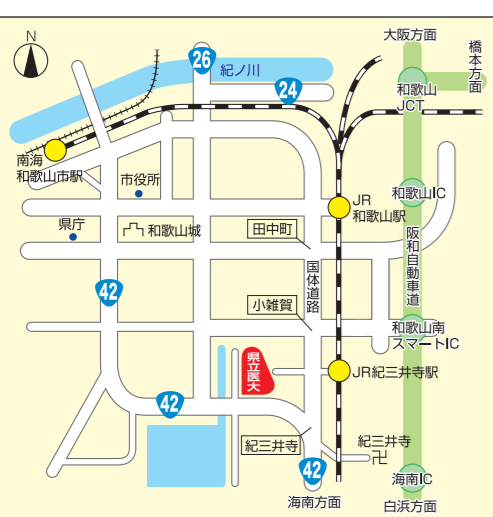 N
大阪方面
橋本方面
26
紀ノ川
24
和歌山
JCT
南海
和歌山市駅
市役所
和歌山IC
JR
和歌山駅
県庁
和歌山城
田中町
阪和自動車道
国体道路
42
小雑賀
和歌山南
スマートIC
県立医大
JR紀三井寺駅
42
紀三井寺
紀三井寺
卍
42
海南IC
海南方面
白浜方面